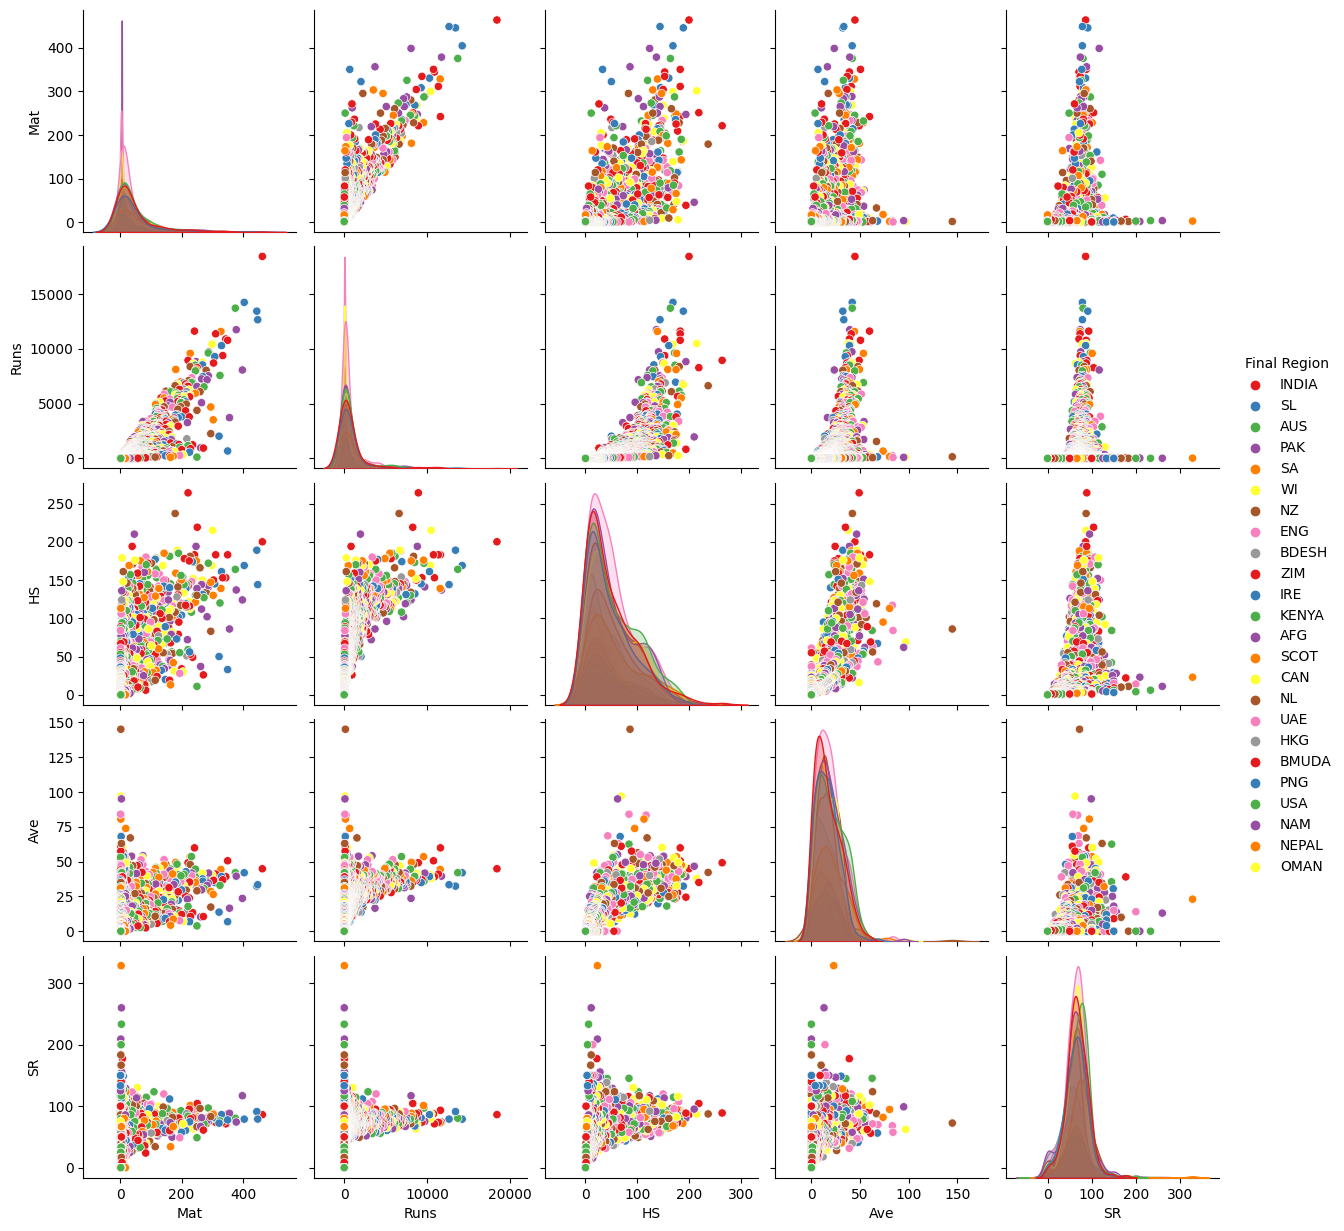 Mat
400
300
200
100
0
Runs
15000
10000
5000
0
HS
250
200
150
100
50
0
Ave
150
125
100
75
50
25
0
SR
300
200
100
0
0 200 400
Mat
0 10000 20000
Runs
0 100 200 300
HS
0 50 100 150
Ave
0 100 200 300
SR
Final Region
INDIA
SL
AUS
PAK
SA
WI
NZ
ENG
BDESH
ZIM
IRE
KENYA
AFG
SCOT
CAN
NL
UAE
HKG
BMUDA
PNG
USA
NAM
NEPAL
OMAN